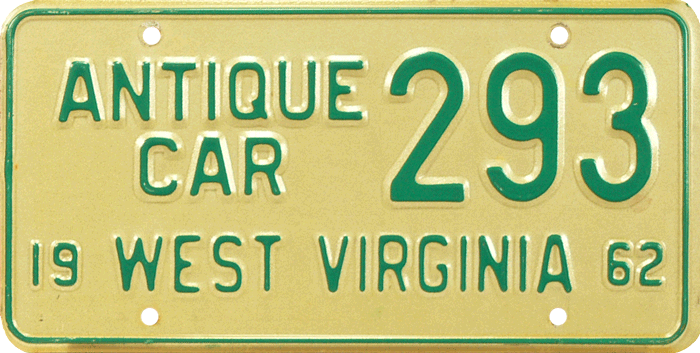 ANTIQUE 293
CAR
19 WEST VIRGINIA 62